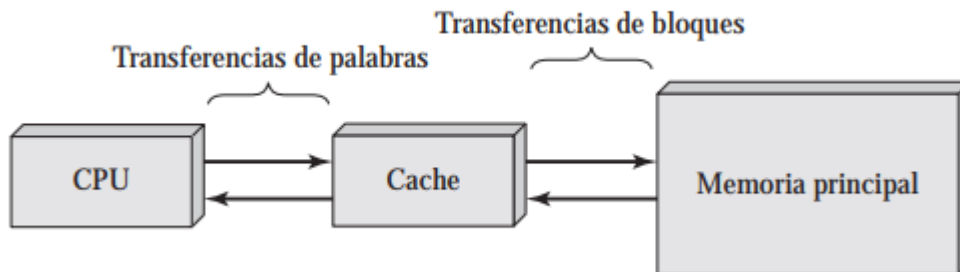 Transferencias de bloques
Transferencias de palabras
CPU
Cache
Memoria principal